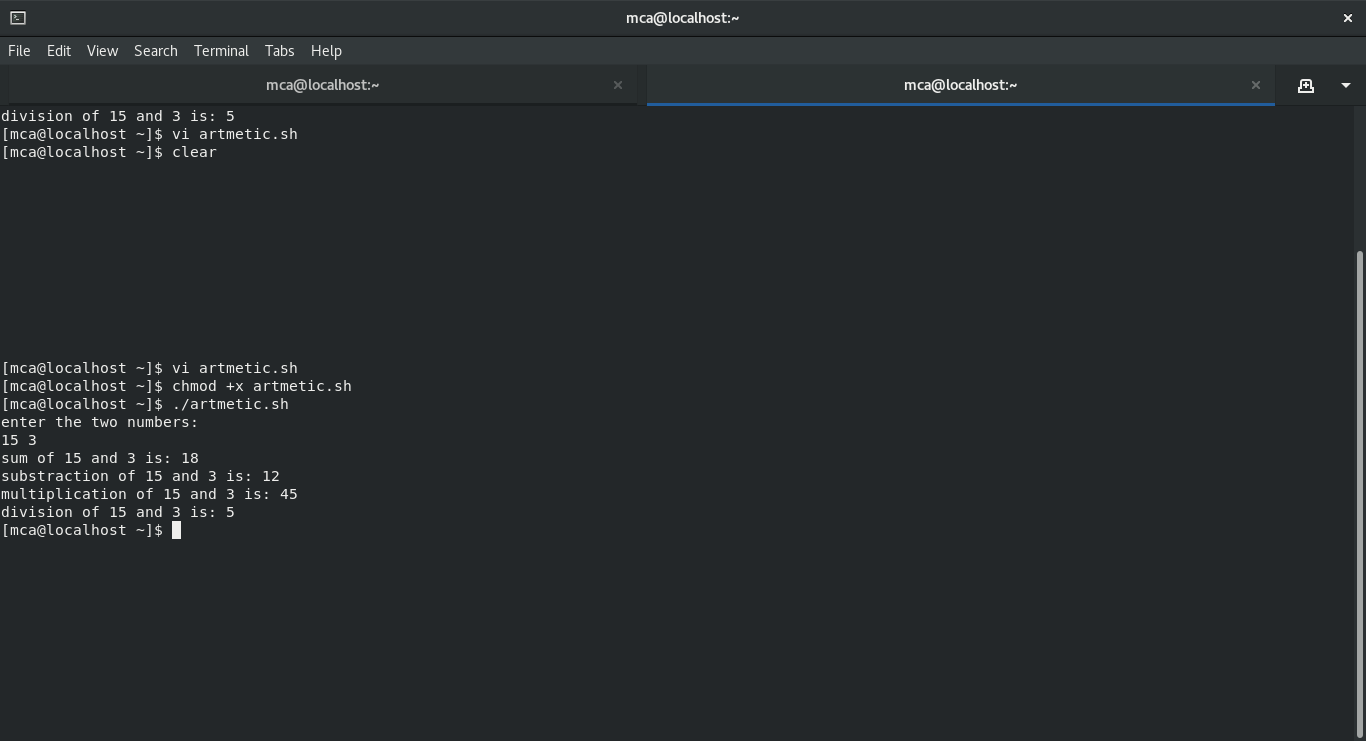 mca@localhost:~
File Edit View Search Terminal Tabs Help
mca@localhost:~ mca@localhost:~
division of 15 and 3 is: 5
[mca@localhost ~]$ vi artmetic.sh
[mca@localhost ~]$ clear
[mca@localhost ~]$ vi artmetic.sh
[mca@localhost ~]$ chmod +x artmetic.sh
[mca@localhost ~]$ ./artmetic.sh
enter the two numbers:
15 3
sum of 15 and 3 is: 18
substraction of 15 and 3 is: 12
multiplication of 15 and 3 is: 45
division of 15 and 3 is: 5
[mca@localhost ~]$